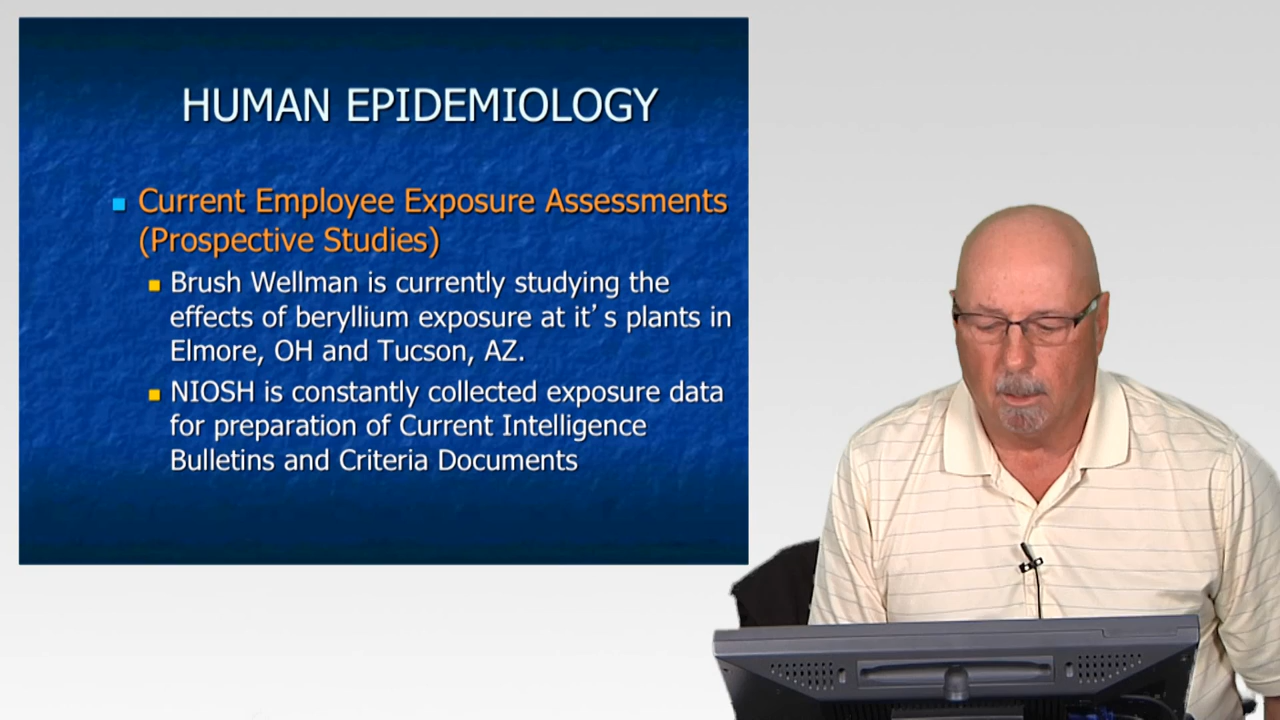 HUMAN EPIDEMIOLOGY
Current Employee Exposure Assessments
(Prospective Studies)
Brush Wellman is currently studying the
effects of beryllium exposure at it’s plants in
Elmore, OH and Tucson, AZ.
NIOSH is constantly collected exposure data
for preparation of Current Intelligence
Bulletins and Criteria Documents